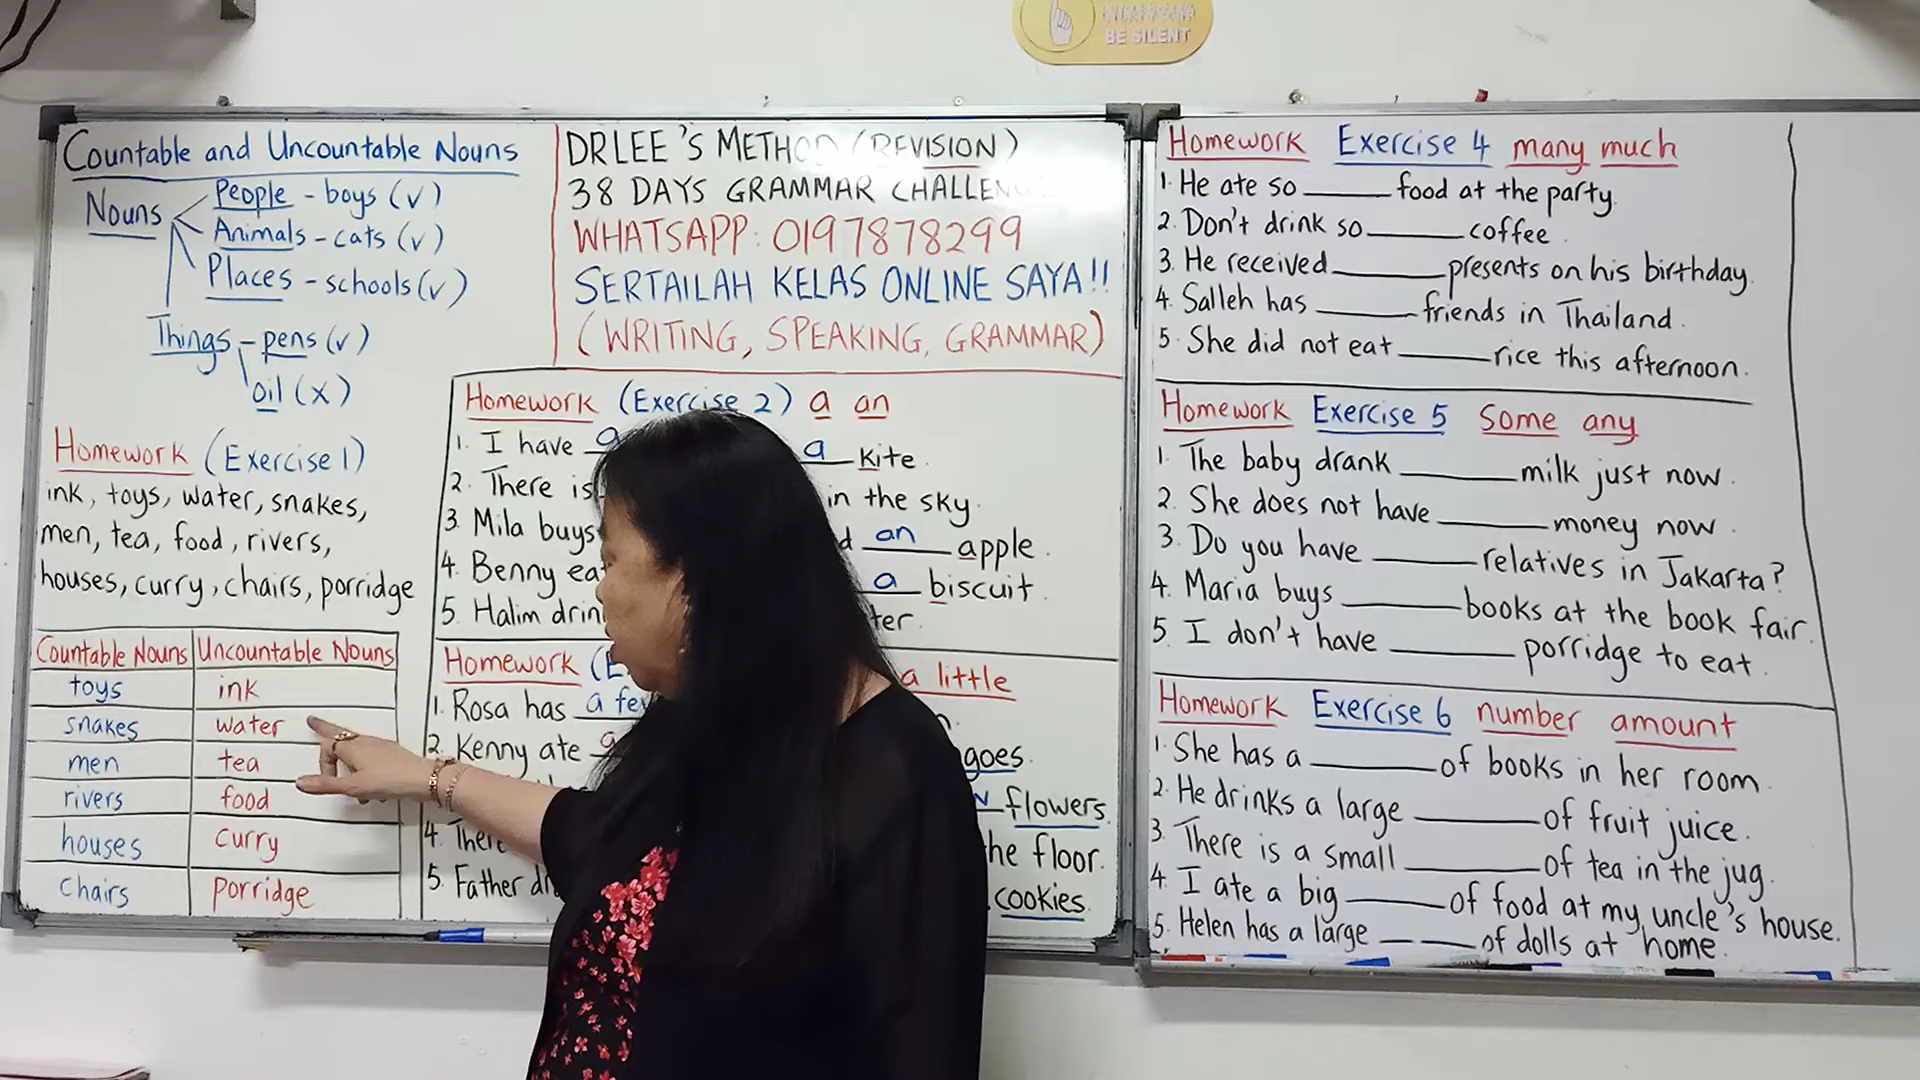 BE SILENT
Countable and Uncountable Nouns
Nouns
People - boys (v)
Animals - cats (v)
Places - schools (v)
Things - pens (v)
oil (x)
Homework (Exercise 1)
ink, toys, water, snakes,
men, tea, food, rivers,
houses, curry, chairs, porridge
Countable Nouns Uncountable Nouns
toys ink
snakes water
men tea
rivers food
houses curry
chairs porridge
DR LEE'S METHOD (REVISION)
38 DAYS GRAMMAR
WHATSAPP: 0197878299
SERTAILAH KELAS ONLINE SAYA!!
(WRITING, SPEAKING, GRAMMAR)
Homework (Exercise 2) a an
1. I have a a kite.
2. There is in the sky.
3. Mila buys an apple.
4. Benny a biscuit.
5. Halim
Homework a little
1. Rosa has a
2. Kenny ate goes.
flowers.
4. the floor.
5. Father cookies.
Homework Exercise 4 many much
1. He ate so ______ food at the party.
2. Don't drink so ______ coffee.
3. He received ______ presents on his birthday.
4. Salleh has ______ friends in Thailand.
5. She did not eat ______ rice this afternoon.
Homework Exercise 5 Some any
1. The baby drank ______ milk just now.
2. She does not have ______ money now.
3. Do you have ______ relatives in Jakarta?
4. Maria buys ______ books at the book fair.
5. I don't have ______ porridge to eat.
Homework Exercise 6 number amount
1. She has a ______ of books in her room.
2. He drinks a large ______ of fruit juice.
3. There is a small ______ of tea in the jug.
4. I ate a big ______ of food at my uncle's house.
5. Helen has a large ______ of dolls at home.